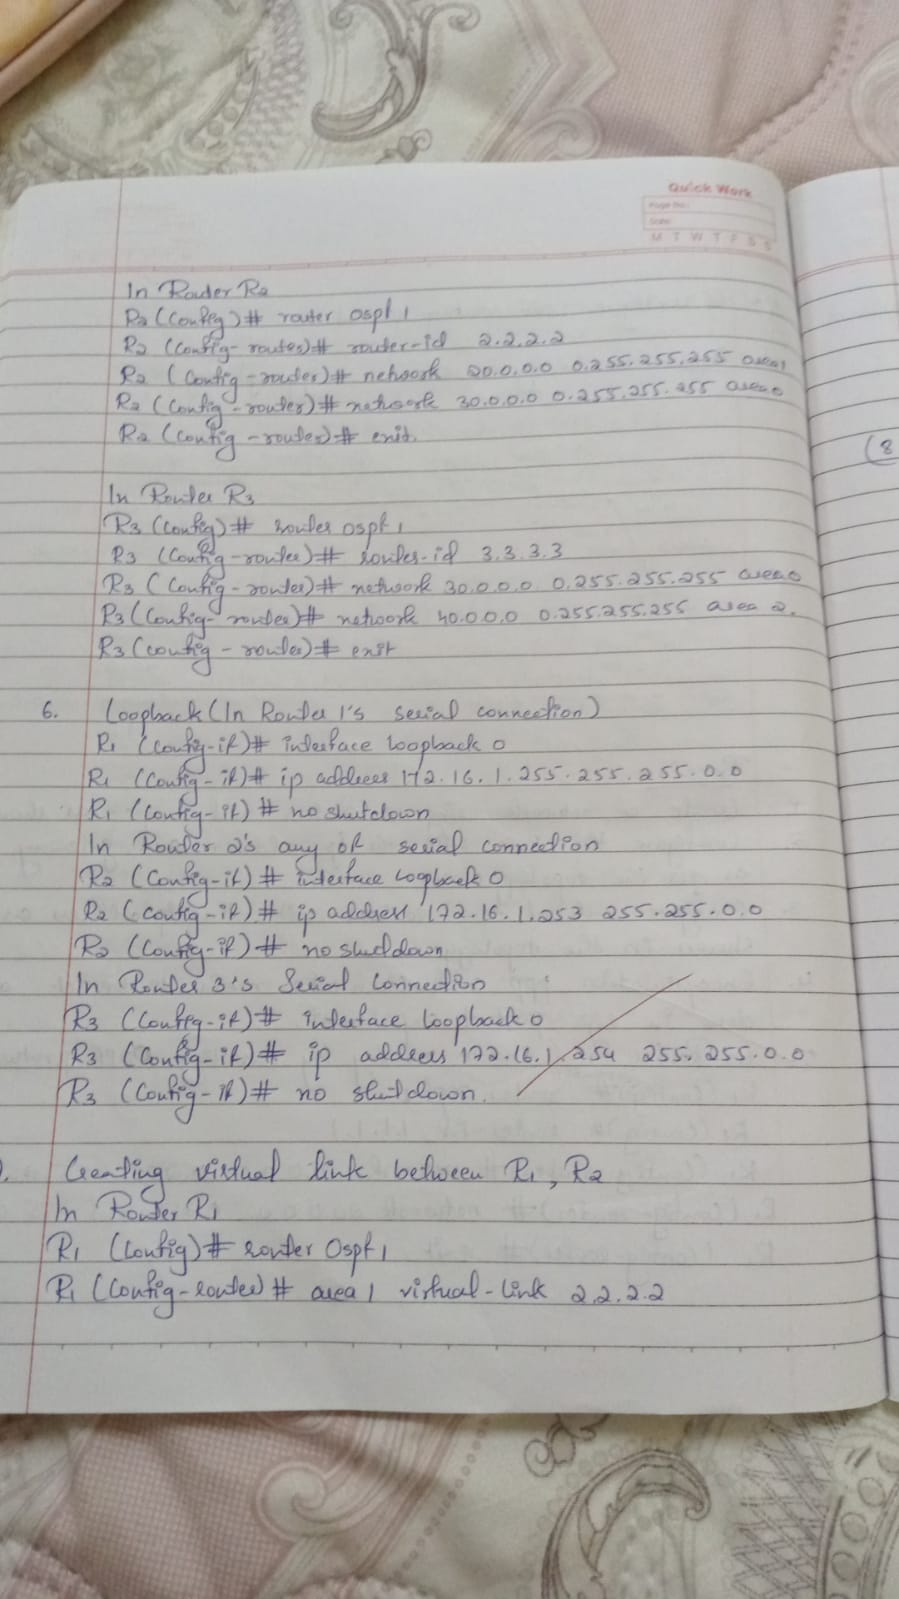 Quick Work
Page No:
Date:
M T W T F S S
In Router R2
R2 (Config)# router ospf 1
R2 (Config-router)# router-id 2.2.2.2
R2 (Config-router)# network 20.0.0.0 0.255.255.255 area1
R2 (Config-router)# network 30.0.0.0 0.255.255.255 area0
R2 (Config-router)# exit.
(8
In Router R3
R3 (Config)# router ospf 1
R3 (Config-router)# router-id 3.3.3.3
R3 (Config-router)# network 30.0.0.0 0.255.255.255 area0
R3 (Config-router)# network 40.0.0.0 0.255.255.255 area 2.
R3 (config-router)# exit
6. Loopback (In Router 1's serial connection)
R1 (config-if)# interface loopback 0
R1 (config-if)# ip address 172.16.1.255.255.255.0.0
R1 (config-if)# no shutdown
In Router 2's any of serial connection
R2 (Config-if)# interface loopback 0
R2 (config-if)# ip address 172.16.1.253 255.255.0.0
R2 (Config-if)# no shutdown
In Router 3's Serial Connection
R3 (Config-if)# interface loopback 0
R3 (Config-if)# ip address 172.16.1.254 255.255.0.0
R3 (Config-if)# no shutdown.
Creating virtual link between R1, R2
In Router R1
R1 (Config)# router Ospf 1
R1 (Config-router)# area 1 virtual-link 2.2.2.2